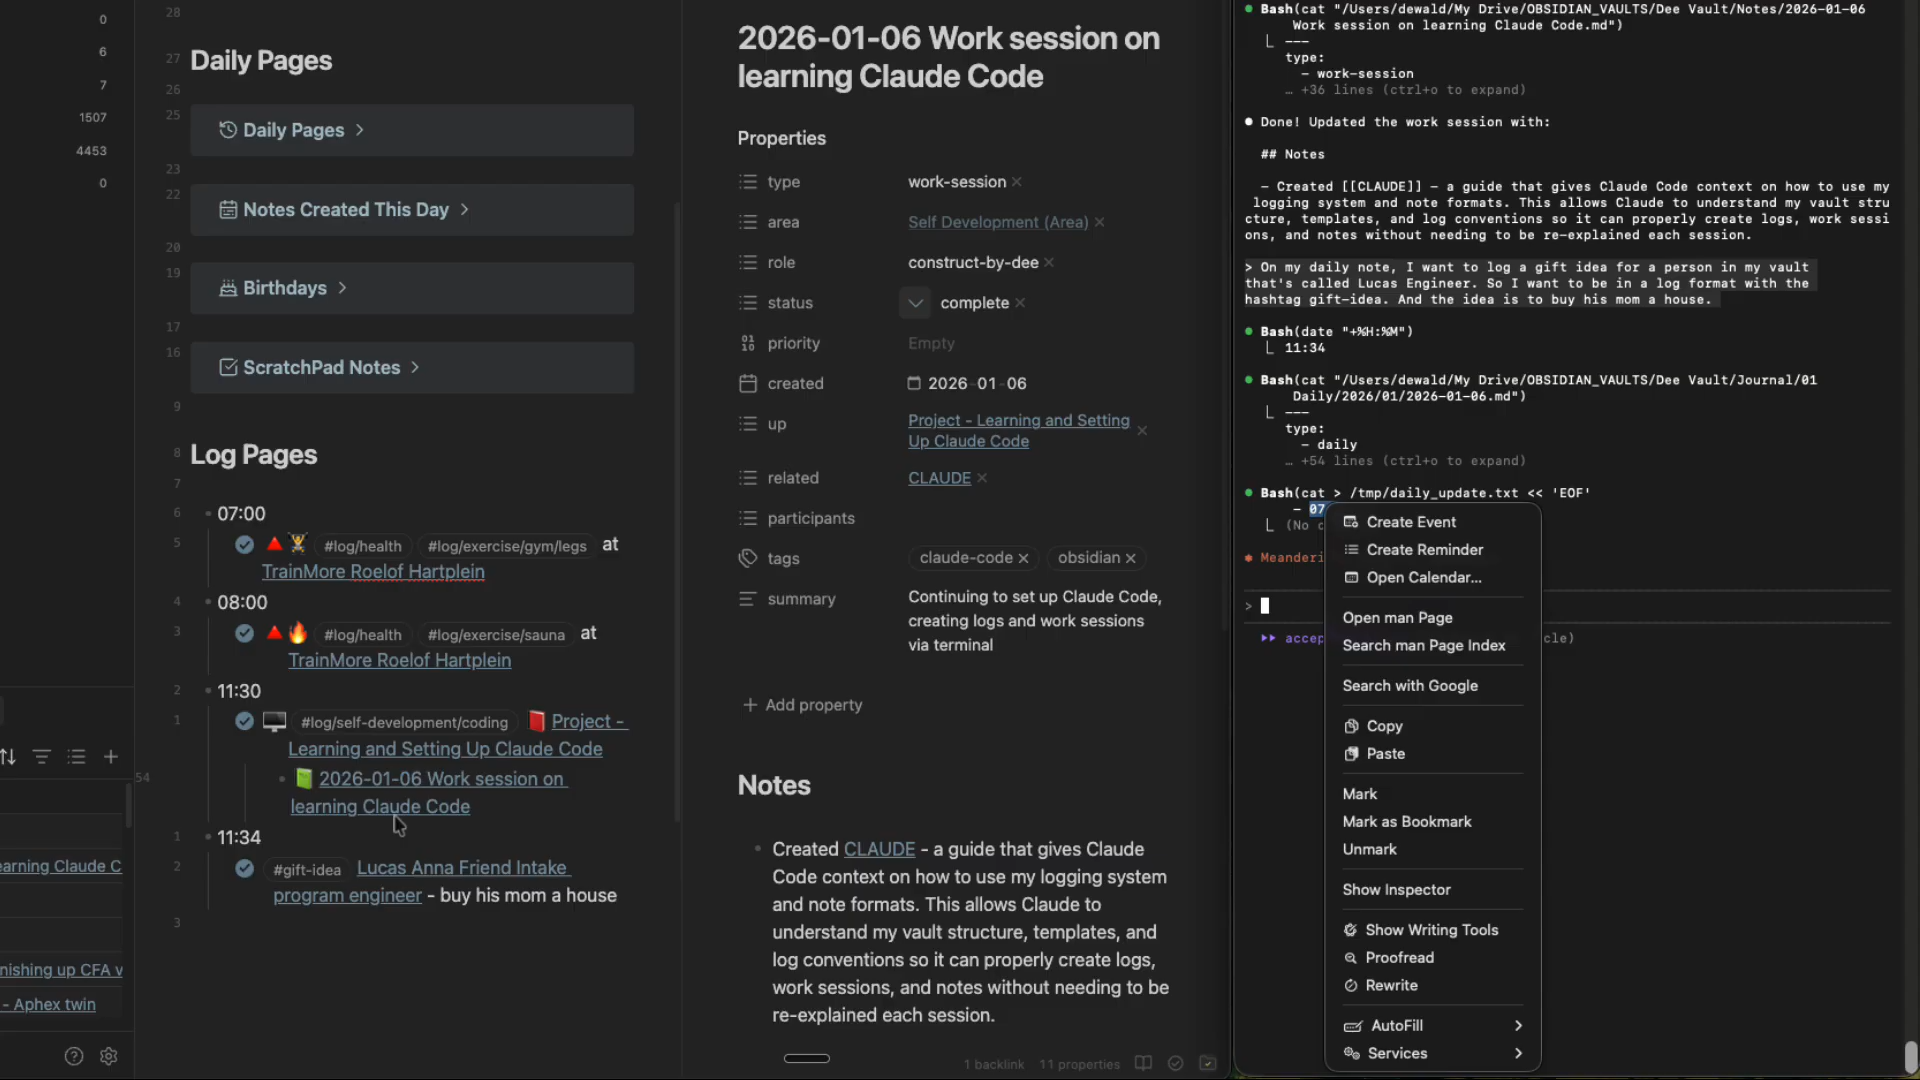 0
6
7
1507
4453
0
earning Claude C
nishing up CFA v
- Aphex twin
28
27 Daily Pages
26
25 Daily Pages
23
22 Notes Created This Day
20
19 Birthdays
17
16 ScratchPad Notes
9
8 Log Pages
7
6 07:00
5 #log/health #log/exercise/gym/legs at
TrainMore Roelof Hartplein
4 08:00
3 #log/health #log/exercise/sauna at
TrainMore Roelof Hartplein
2 11:30
1 #log/self-development/coding Project -
Learning and Setting Up Claude Code
54 2026-01-06 Work session on
learning Claude Code
1 11:34
2 #gift-idea Lucas Anna Friend Intake
program engineer - buy his mom a house
3
2026-01-06 Work session on
learning Claude Code
Properties
type work-session
area Self Development (Area)
role construct-by-dee
status complete
priority Empty
created 2026-01-06
up Project - Learning and Setting
Up Claude Code
related CLAUDE
participants
tags claude-code obsidian
summary Continuing to set up Claude Code,
creating logs and work sessions
via terminal
+ Add property
Notes
Created CLAUDE - a guide that gives Claude
Code context on how to use my logging system
and note formats. This allows Claude to
understand my vault structure, templates, and
log conventions so it can properly create logs,
work sessions, and notes without needing to be
re-explained each session.
1 backlink 11 properties
Bash(cat "/Users/dewald/My Drive/OBSIDIAN_VAULTS/Dee Vault/Notes/2026-01-06
Work session on learning Claude Code.md")
---
type:
- work-session
… +36 lines (ctrl+o to expand)
Done! Updated the work session with:
## Notes
- Created [[CLAUDE]] – a guide that gives Claude Code context on how to use my
logging system and note formats. This allows Claude to understand my vault stru
cture, templates, and log conventions so it can properly create logs, work sessi
ons, and notes without needing to be re-explained each session.
> On my daily note, I want to log a gift idea for a person in my vault
that's called Lucas Engineer. So I want to be in a log format with the
hashtag gift-idea. And the idea is to buy his mom a house.
Bash(date "+%H:%M")
11:34
Bash(cat "/Users/dewald/My Drive/OBSIDIAN_VAULTS/Dee Vault/Journal/01
Daily/2026/01/2026-01-06.md")
---
type:
- daily
… +54 lines (ctrl+o to expand)
Bash(cat > /tmp/daily_update.txt << 'EOF'
- 07
(No c
Meanderi
>
accep cle)
Create Event
Create Reminder
Open Calendar...
Open man Page
Search man Page Index
Search with Google
Copy
Paste
Mark
Mark as Bookmark
Unmark
Show Inspector
Show Writing Tools
Proofread
Rewrite
AutoFill
Services